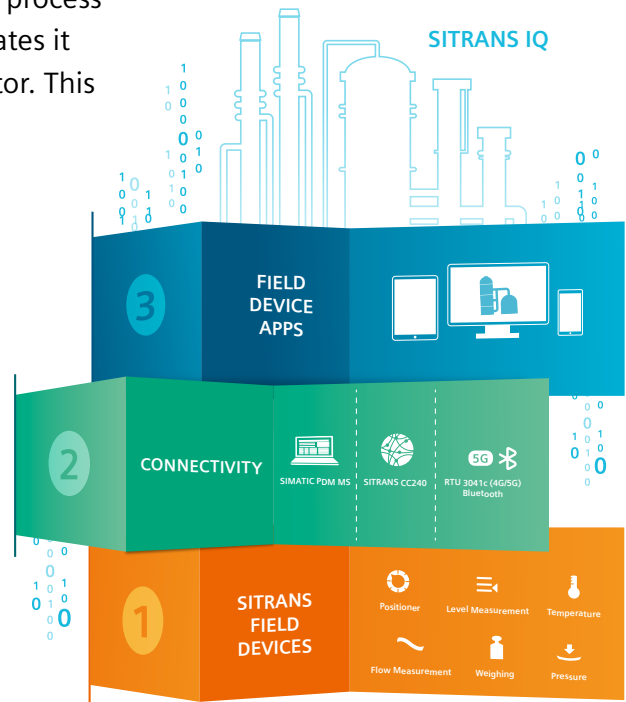 process
ates it
tor. This
SITRANS IQ
3
FIELD
DEVICE
APPS
2
CONNECTIVITY
SIMATIC PDM MS
SITRANS CC240
5G
RTU 3041c (4G/5G)
Bluetooth
1
SITRANS
FIELD
DEVICES
Positioner
Level Measurement
Temperature
Flow Measurement
Weighing
Pressure